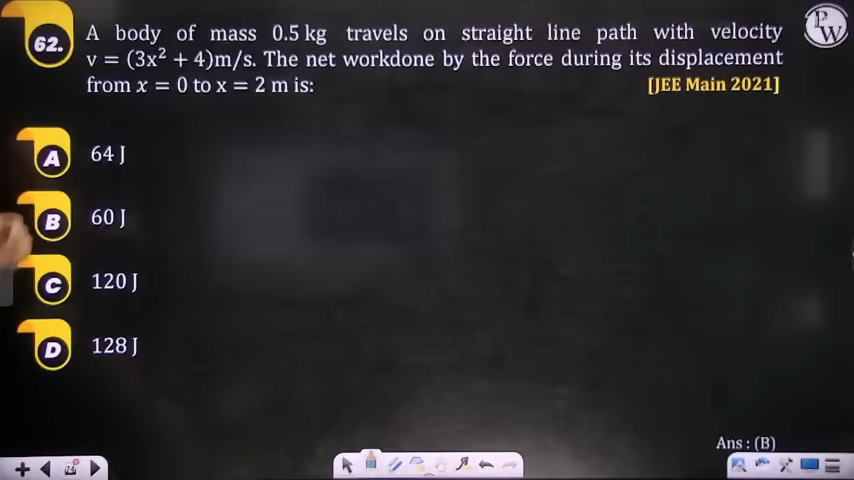 62.
A body of mass 0.5 kg travels on straight line path with velocity
v = (3x² + 4)m/s. The net workdone by the force during its displacement
from x = 0 to x = 2 m is:
[JEE Main 2021]
PW
A 64 J
B 60 J
C 120 J
D 128 J
Ans : (B)